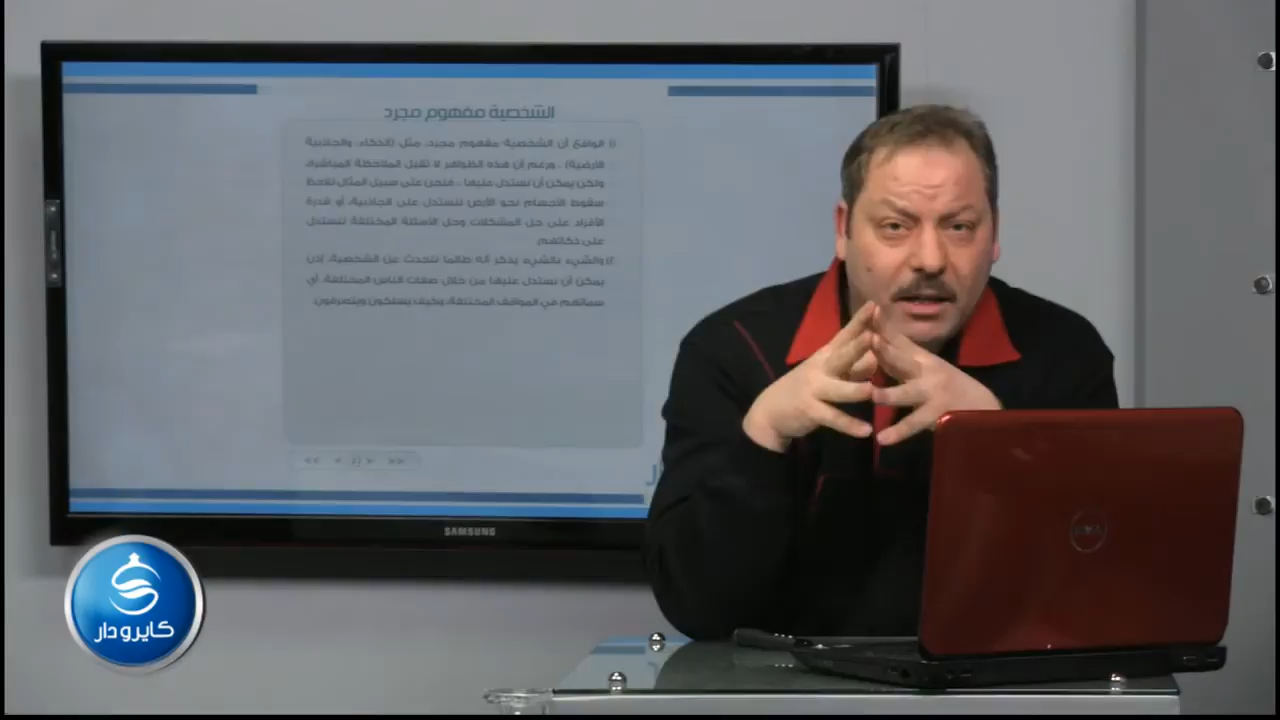 الشخصية مفهوم مجرد
١) الواقع أن الشخصية مفهوم مجرد، مثل (الذكاء، والجاذبية
الأرضية) .. ورغم أن هذه الظواهر لا تقبل الملاحظة المباشرة،
ولكن يمكن أن نستدل عليها .. فنحن على سبيل المثال نلاحظ
سقوط الأجسام نحو الأرض لنستدل على الجاذبية، أو قدرة
الأفراد على حل المشكلات وحل الأسئلة المختلفة لنستدل
على ذكائهم.
٢) والشيء بالشيء يذكر أنه طالما نتحدث عن الشخصية، إذن
يمكن أن نستدل عليها من خلال صفات الناس المختلفة، أي
سماتهم في المواقف المختلفة، وكيف يسلكون ويتصرفون.
SAMSUNG
DELL
كايرو دار